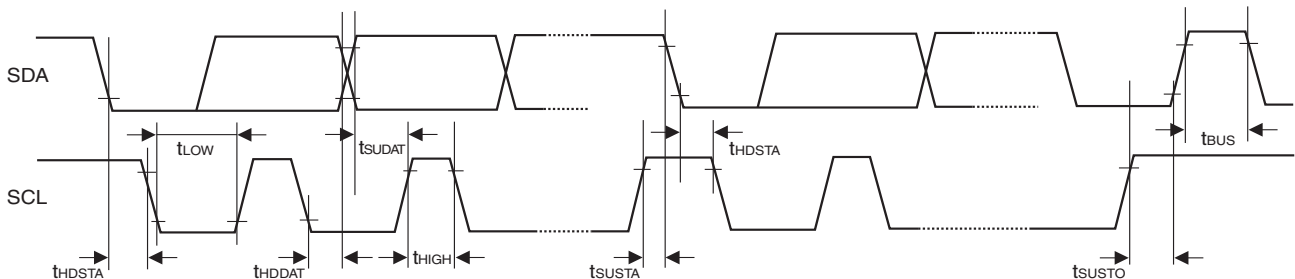 SDA
tLOW
tSUDAT
tHDSTA
tBUS
SCL
tHDSTA
tHDDAT
tHIGH
tSUSTA
tSUSTO